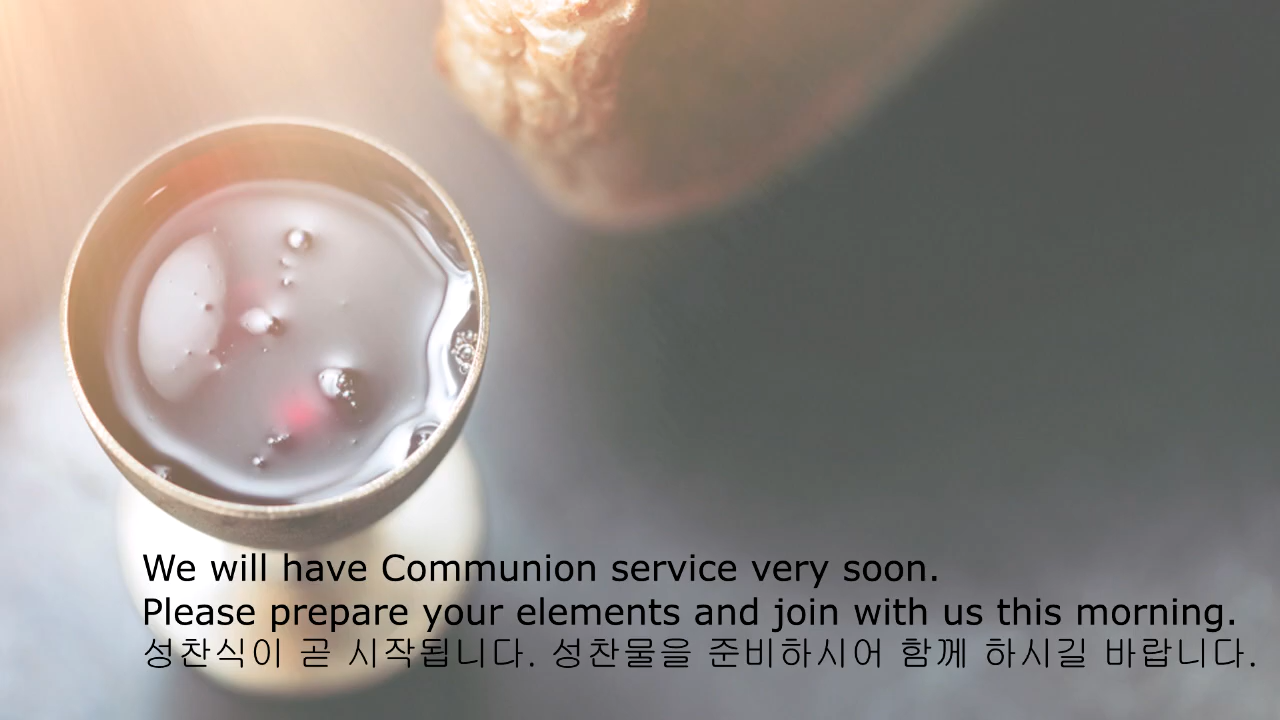 We will have Communion service very soon.
Please prepare your elements and join with us this morning.
성찬식이 곧 시작됩니다. 성찬물을 준비하시어 함께 하시길 바랍니다.